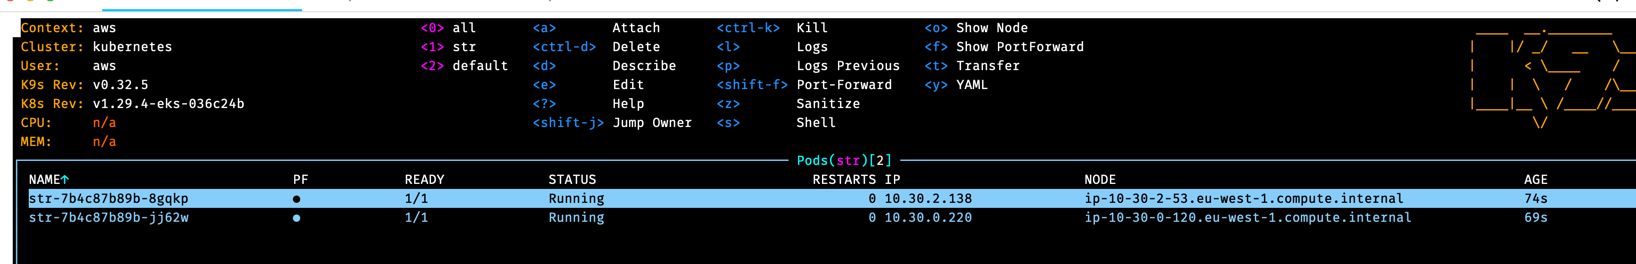 Context: aws <0> all <a> Attach <ctrl-k> Kill <o> Show Node
Cluster: kubernetes <1> str <ctrl-d> Delete <l> Logs <f> Show PortForward
User: aws <2> default <d> Describe <p> Logs Previous <t> Transfer
K9s Rev: v0.32.5 <e> Edit <shift-f> Port-Forward <y> YAML
K8s Rev: v1.29.4-eks-036c24b <?> Help <z> Sanitize
CPU: n/a <shift-j> Jump Owner <s> Shell
MEM: n/a
Pods(str)[2]
NAME↑ PF READY STATUS RESTARTS IP NODE AGE
str-7b4c87b89b-8gqkp ● 1/1 Running 0 10.30.2.138 ip-10-30-2-53.eu-west-1.compute.internal 74s
str-7b4c87b89b-jj62w ● 1/1 Running 0 10.30.0.220 ip-10-30-0-120.eu-west-1.compute.internal 69s